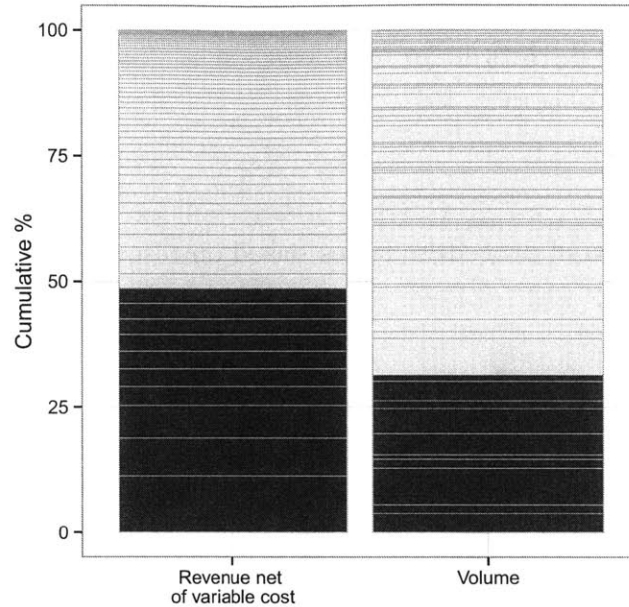 100
75
50
25
0
Cumulative %
Revenue net
of variable cost
Volume